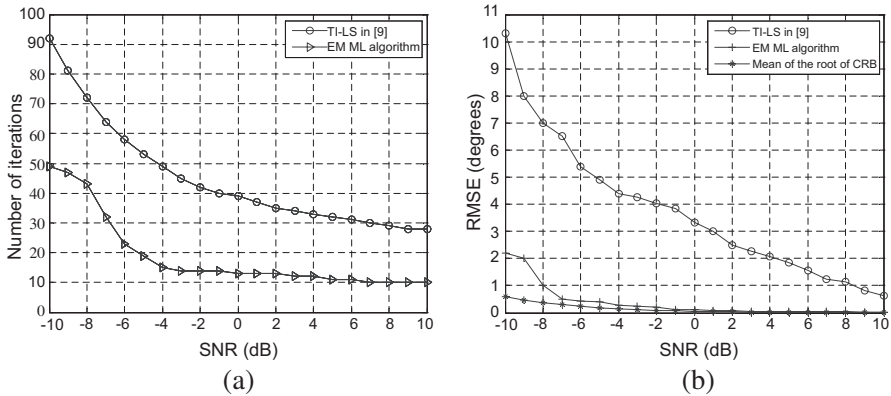 100
90
80
70
60
50
40
30
20
10
0
Number of iterations
TI-LS in [9]
EM ML algorithm
-10 -8 -6 -4 -2 0 2 4 6 8 10
SNR (dB)
(a)
11
10
9
8
7
6
5
4
3
2
1
0
RMSE (degrees)
TI-LS in [9]
EM ML algorithm
Mean of the root of CRB
-10 -8 -6 -4 -2 0 2 4 6 8 10
SNR (dB)
(b)